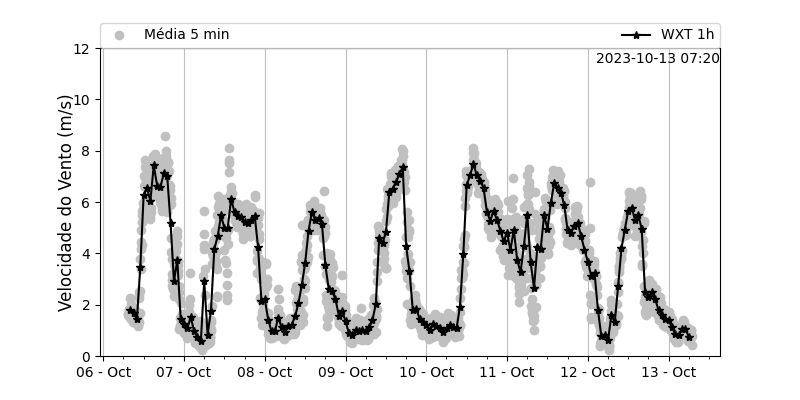 Média 5 min
WXT 1h
2023-10-13 07:20
Velocidade do Vento (m/s)
12
10
8
6
4
2
0
06 - Oct
07 - Oct
08 - Oct
09 - Oct
10 - Oct
11 - Oct
12 - Oct
13 - Oct